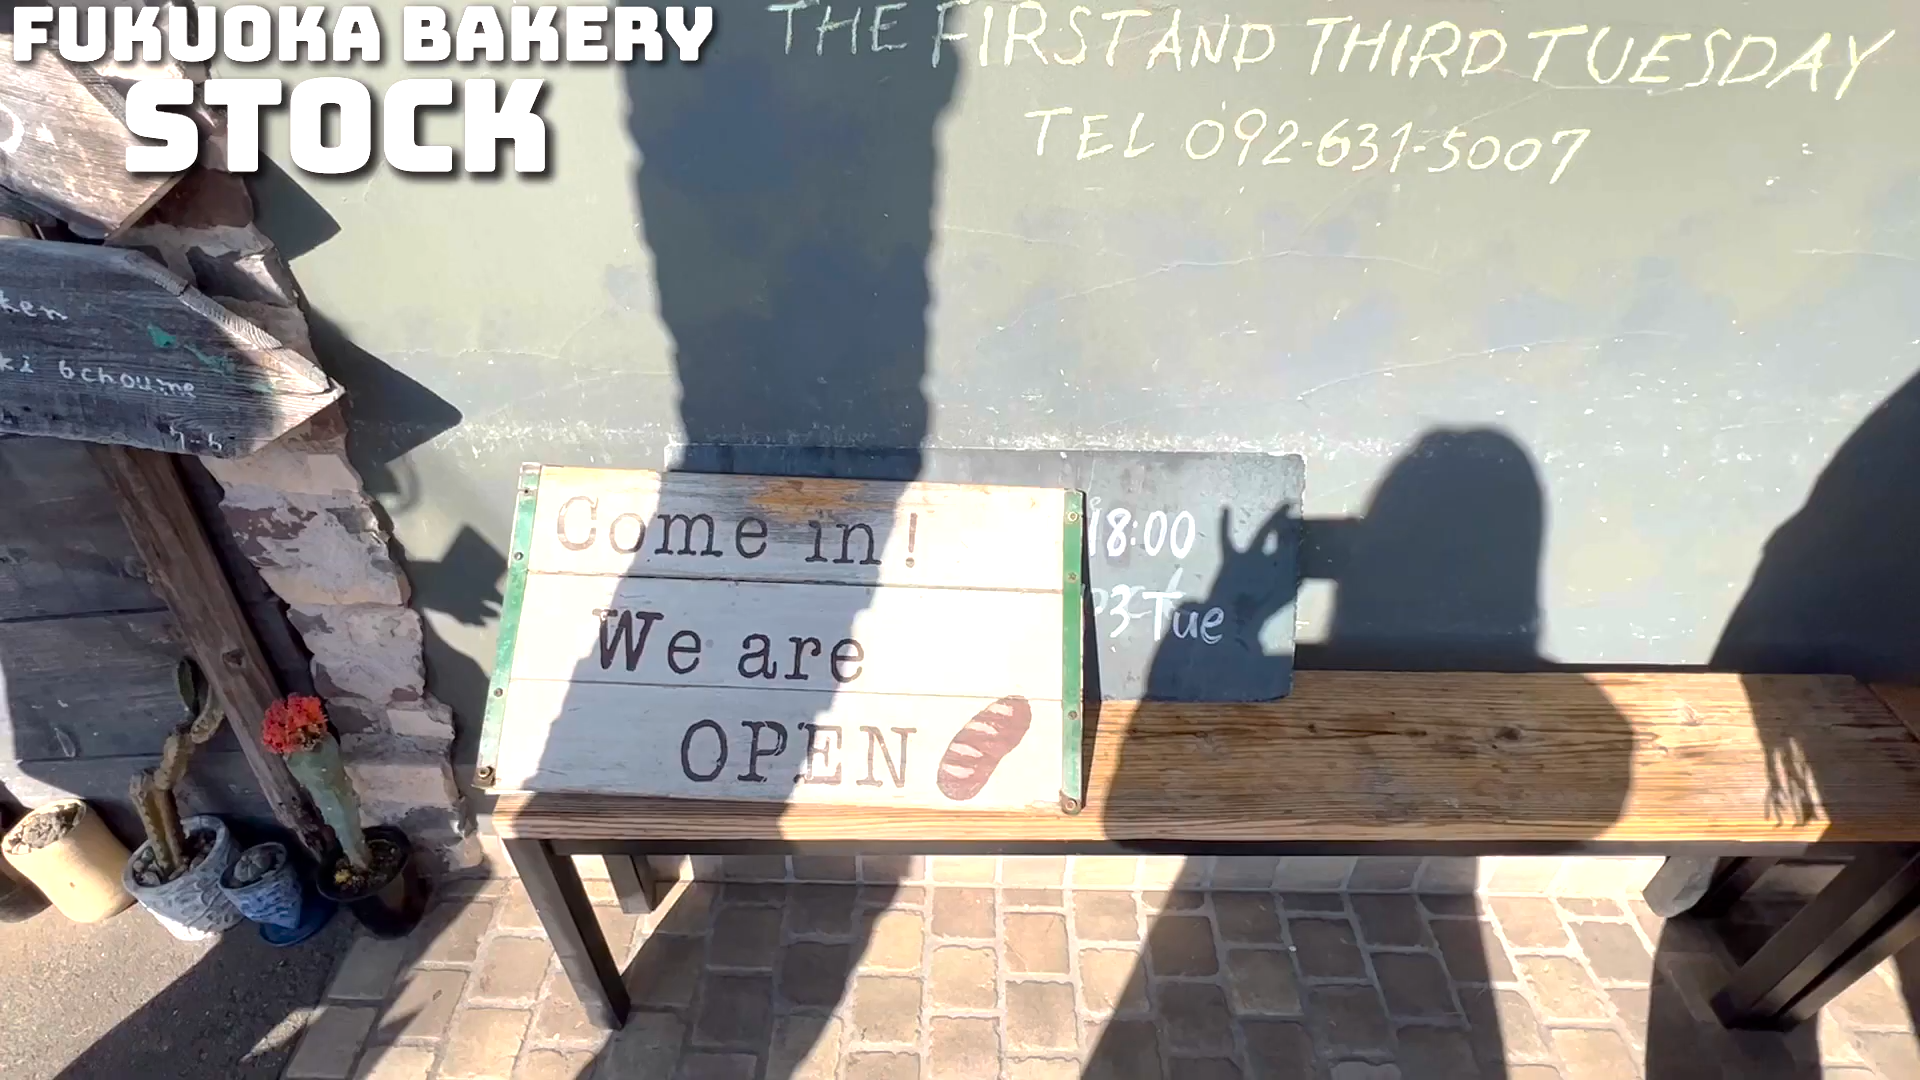 FUKUOKA BAKERY
STOCK
THE FIRST AND THIRD TUESDAY
TEL 092-631-5007
6choume
Come in!
We are
OPEN
18:00
Tue